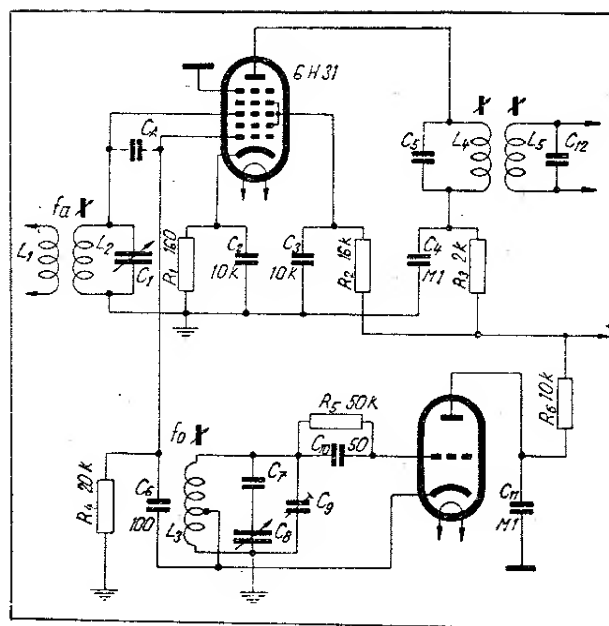 6H31
CA
C5
L4
L5
C12
fa
L1
L2
C1
R1 160
C2
10k
C3
10k
R2 16k
C4
M1
R3 2k
+
R5 50k
R6 10k
fo
C10
50
R4 20k
C6
100
L3
C7
C8
C9
C11
M1